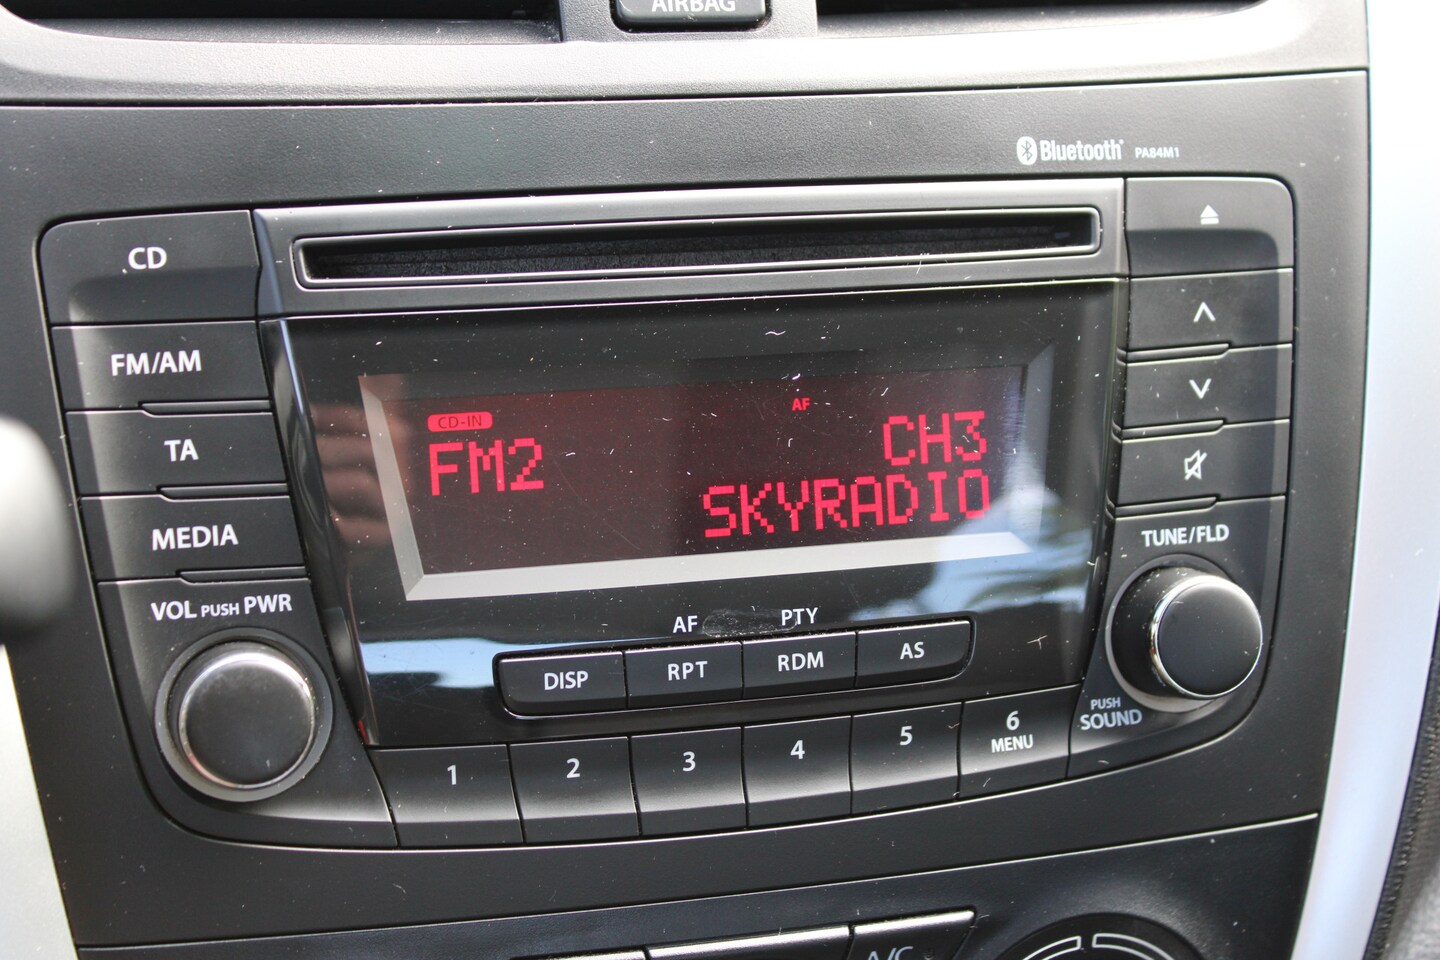 AIRBAG
Bluetooth PA84M1
CD
FM/AM
TA
MEDIA
VOL PUSH PWR
CD-IN
AF
FM2
CH3
SKYRADIO
AF
PTY
DISP
RPT
RDM
AS
1
2
3
4
5
6
MENU
TUNE/FLD
PUSH
SOUND
A/C